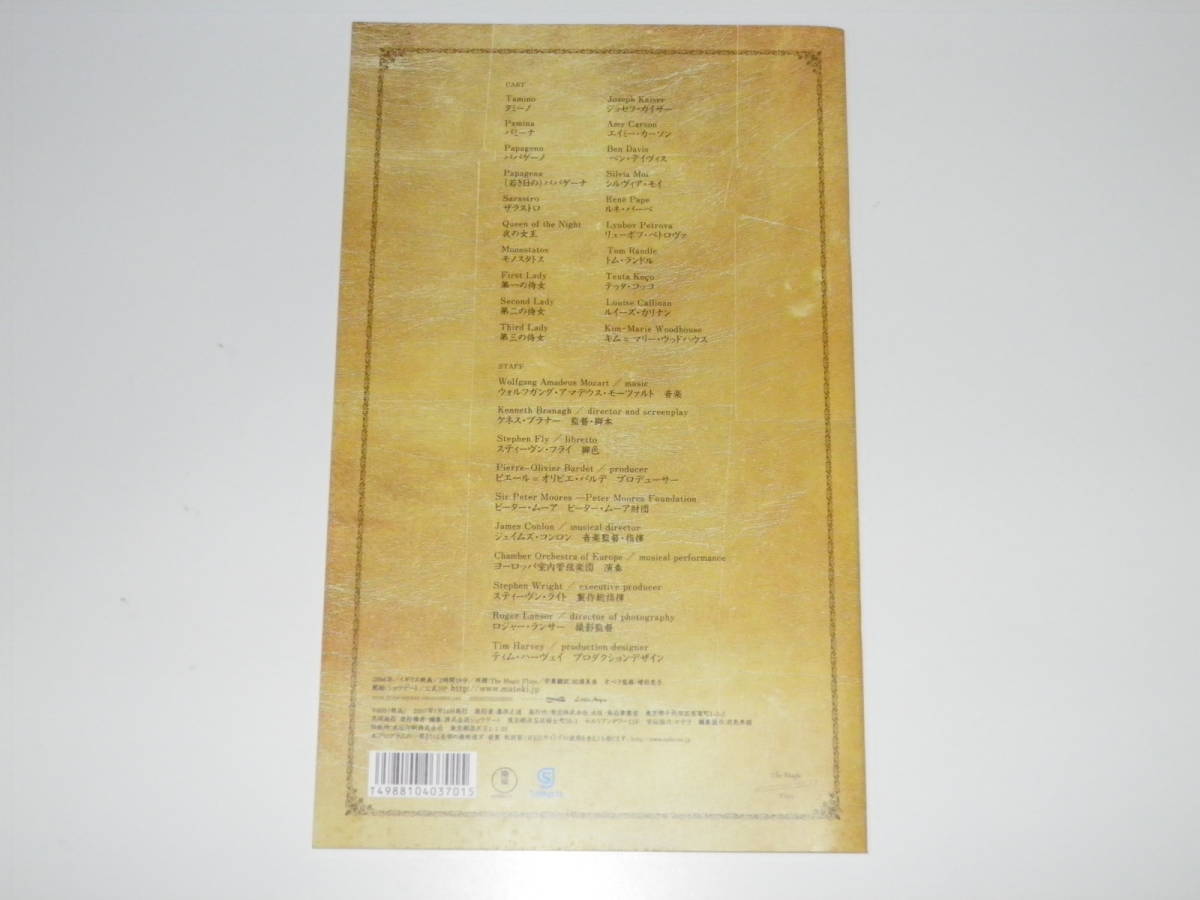 CAST
Tamino Joseph Kaiser
タミーノ ジョセフ・カイザー
Pamina Amy Carson
パミーナ エイミー・カーソン
Papageno Ben Davis
パパゲーノ ベン・デイヴィス
Papagena Silvia Moi
(若き日の)パパゲーナ シルヴィア・モイ
Sarastro René Pape
ザラストロ ルネ・パーペ
Queen of the Night Lyubov Petrova
夜の女王 リューボフ・ペトロヴァ
Monostatos Tom Randle
モノスタトス トム・ランドル
First Lady Teuta Koço
第一の侍女 テゥタ・コッコ
Second Lady Louise Callinan
第二の侍女 ルイーズ・カリナン
Third Lady Kim-Marie Woodhouse
第三の侍女 キム=マリー・ウッドハウス
STAFF
Wolfgang Amadeus Mozart / music
ウォルフガング・アマデウス・モーツァルト 音楽
Kenneth Branagh / director and screenplay
ケネス・ブラナー 監督・脚本
Stephen Fly / libretto
スティーヴン・フライ 脚色
Pierre-Olivier Bardet / producer
ピエール=オリビエ・バルデ プロデューサー
Sir Peter Moores—Peter Moores Foundation
ピーター・ムーア ピーター・ムーア財団
James Conlon / musical director
ジェイムズ・コンロン 音楽監督・指揮
Chamber Orchestra of Europe / musical performance
ヨーロッパ室内管弦楽団 演奏
Stephen Wright / executive producer
スティーヴン・ライト 製作総指揮
Roger Lanser / director of photography
ロジャー・ランサー 撮影監督
Tim Harvey / production designer
ティム・ハーヴェイ プロダクションデザイン
イギリス映画 The Magic Flute
http://www.mateki.jp
14988104037015
The Magic
Flute